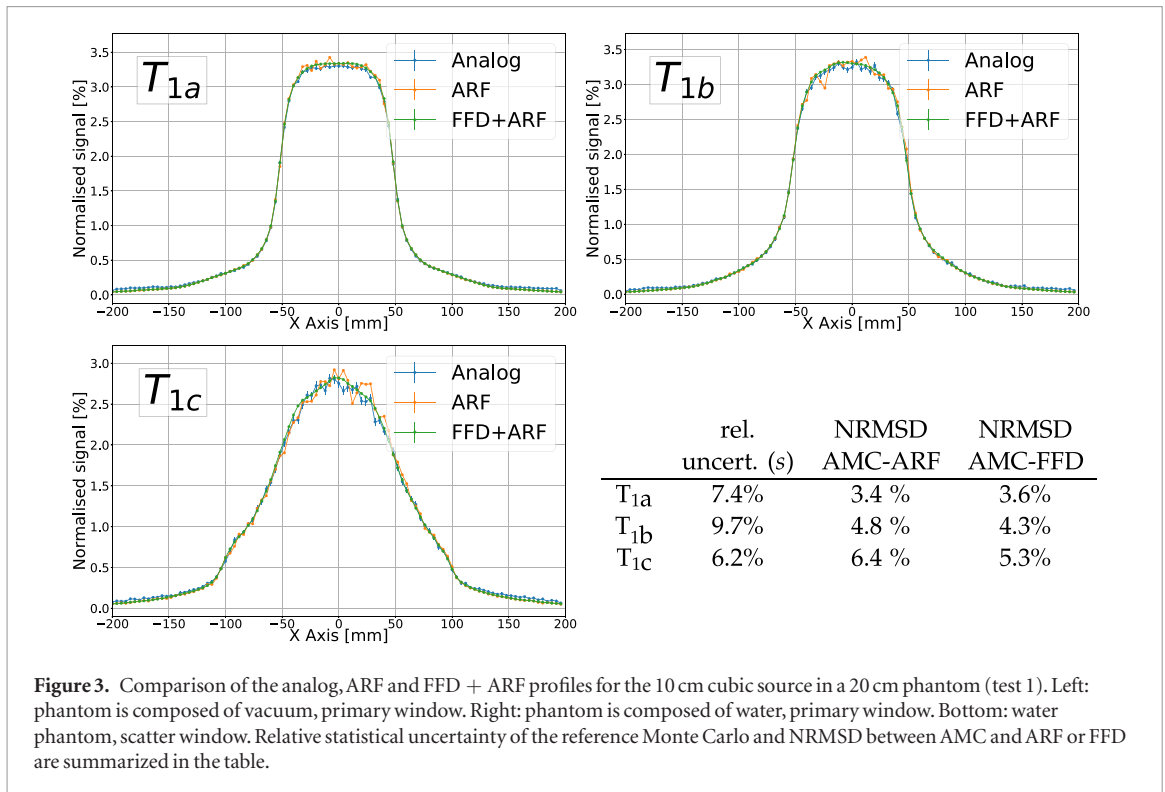 T1a
Analog
ARF
FFD+ARF
Normalised signal [%]
3.5
3.0
2.5
2.0
1.5
1.0
0.5
0.0
−200 −150 −100 −50 0 50 100 150 200
X Axis [mm]
T1b
Analog
ARF
FFD+ARF
Normalised signal [%]
3.5
3.0
2.5
2.0
1.5
1.0
0.5
0.0
−200 −150 −100 −50 0 50 100 150 200
X Axis [mm]
T1c
Analog
ARF
FFD+ARF
Normalised signal [%]
3.0
2.5
2.0
1.5
1.0
0.5
0.0
−200 −150 −100 −50 0 50 100 150 200
X Axis [mm]
rel. NRMSD NRMSD
uncert. (s) AMC-ARF AMC-FFD
T1a 7.4% 3.4 % 3.6%
T1b 9.7% 4.8 % 4.3%
T1c 6.2% 6.4 % 5.3%
Figure 3. Comparison of the analog, ARF and FFD + ARF profiles for the 10 cm cubic source in a 20 cm phantom (test 1). Left:
phantom is composed of vacuum, primary window. Right: phantom is composed of water, primary window. Bottom: water
phantom, scatter window. Relative statistical uncertainty of the reference Monte Carlo and NRMSD between AMC and ARF or FFD
are summarized in the table.